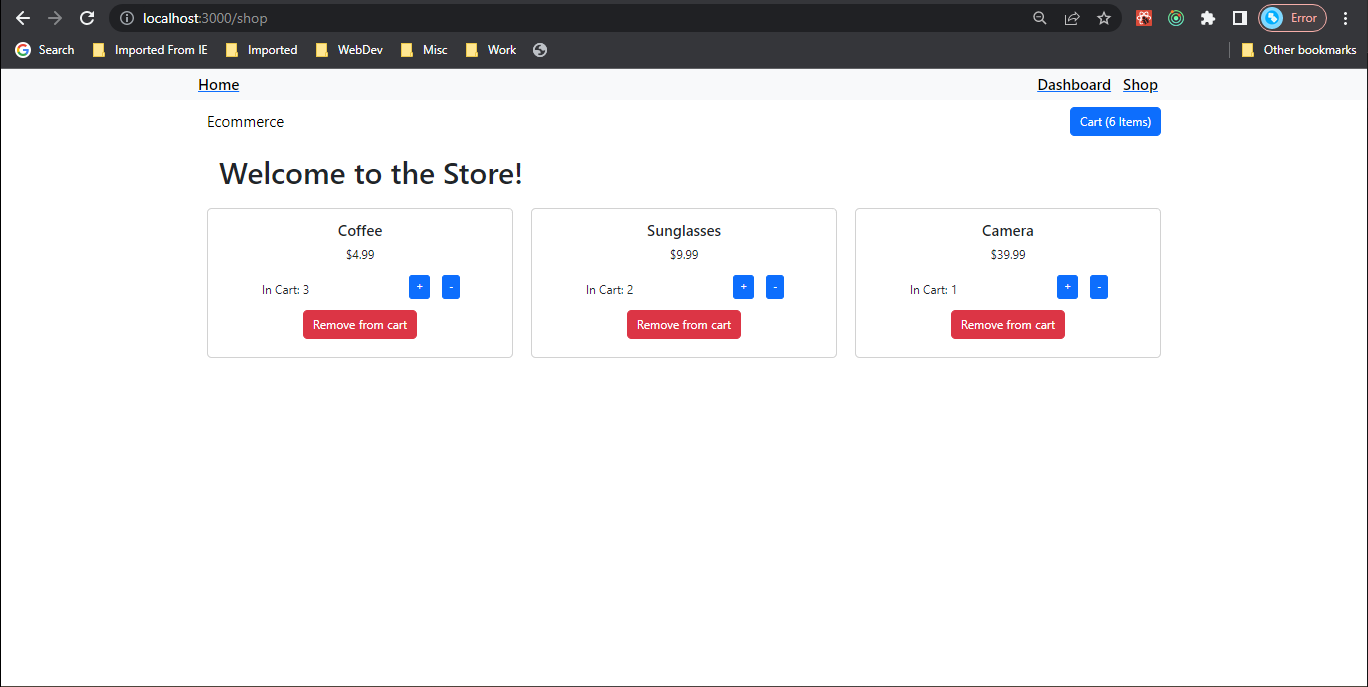 localhost:3000/shop
Error
Search Imported From IE Imported WebDev Misc Work Other bookmarks
Home Dashboard Shop
Ecommerce Cart (6 Items)
Welcome to the Store!
Coffee
$4.99
In Cart: 3 + -
Remove from cart
Sunglasses
$9.99
In Cart: 2 + -
Remove from cart
Camera
$39.99
In Cart: 1 + -
Remove from cart